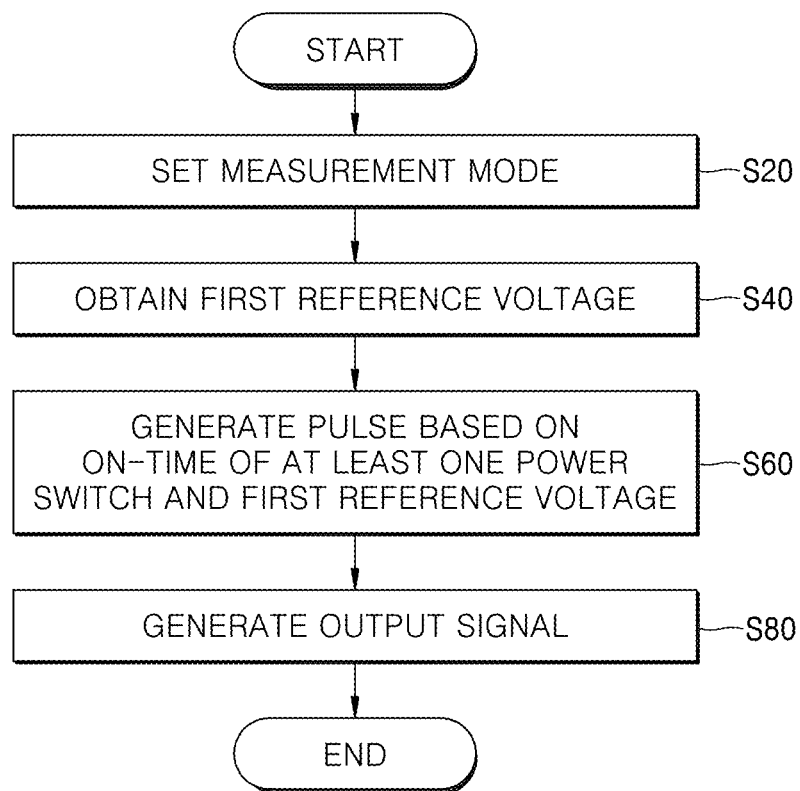 START
SET MEASUREMENT MODE
S20
OBTAIN FIRST REFERENCE VOLTAGE
S40
GENERATE PULSE BASED ON
ON-TIME OF AT LEAST ONE POWER
SWITCH AND FIRST REFERENCE VOLTAGE
S60
GENERATE OUTPUT SIGNAL
S80
END